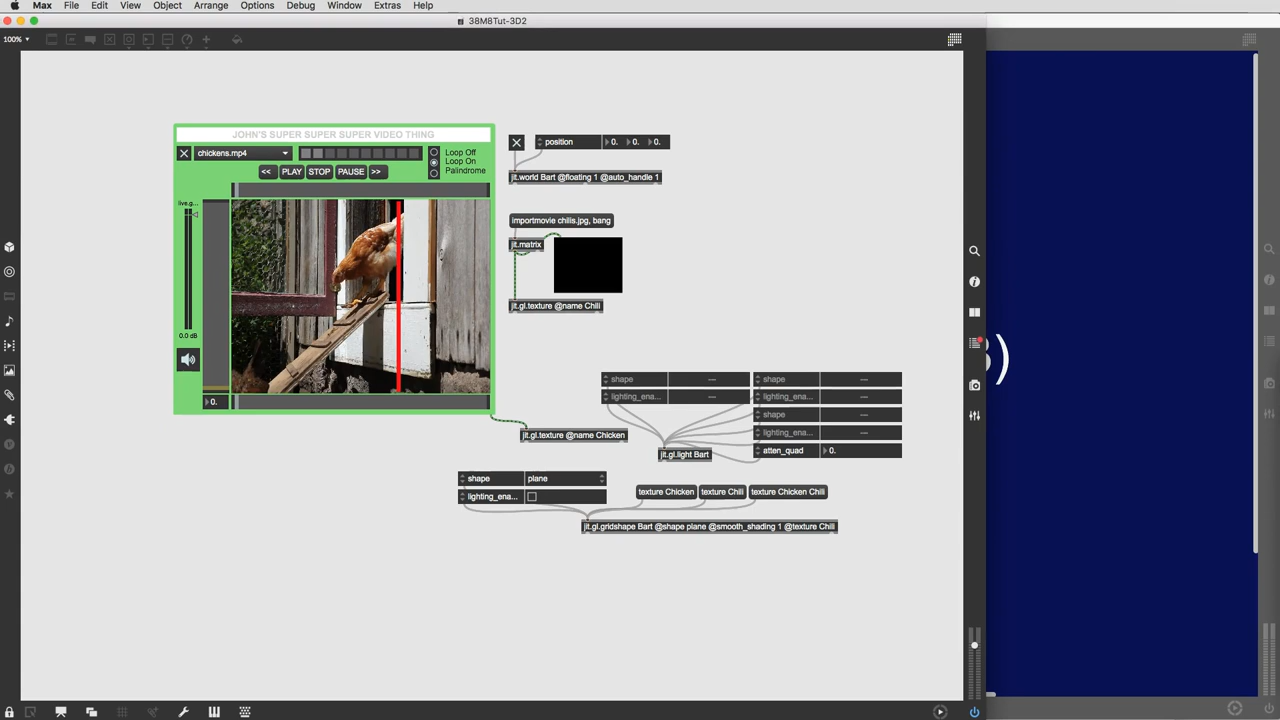 Max File Edit View Object Arrange Options Debug Window Extras Help
38M8Tut-3D2
100%
JOHN'S SUPER SUPER SUPER VIDEO THING
chickens.mp4
Loop Off
Loop On
Palindrome
<< PLAY STOP PAUSE >>
live.g...
0.0 dB
0.
position 0. 0. 0.
jit.world Bart @floating 1 @auto_handle 1
importmovie chilis.jpg, bang
jit.matrix
jit.gl.texture @name Chili
shape --- shape ---
lighting_ena... --- lighting_ena... ---
shape ---
lighting_ena... ---
atten_quad 0.
jit.gl.texture @name Chicken
jit.gl.light Bart
shape plane
lighting_ena...
texture Chicken texture Chili texture Chicken Chili
jit.gl.gridshape Bart @shape plane @smooth_shading 1 @texture Chili
)